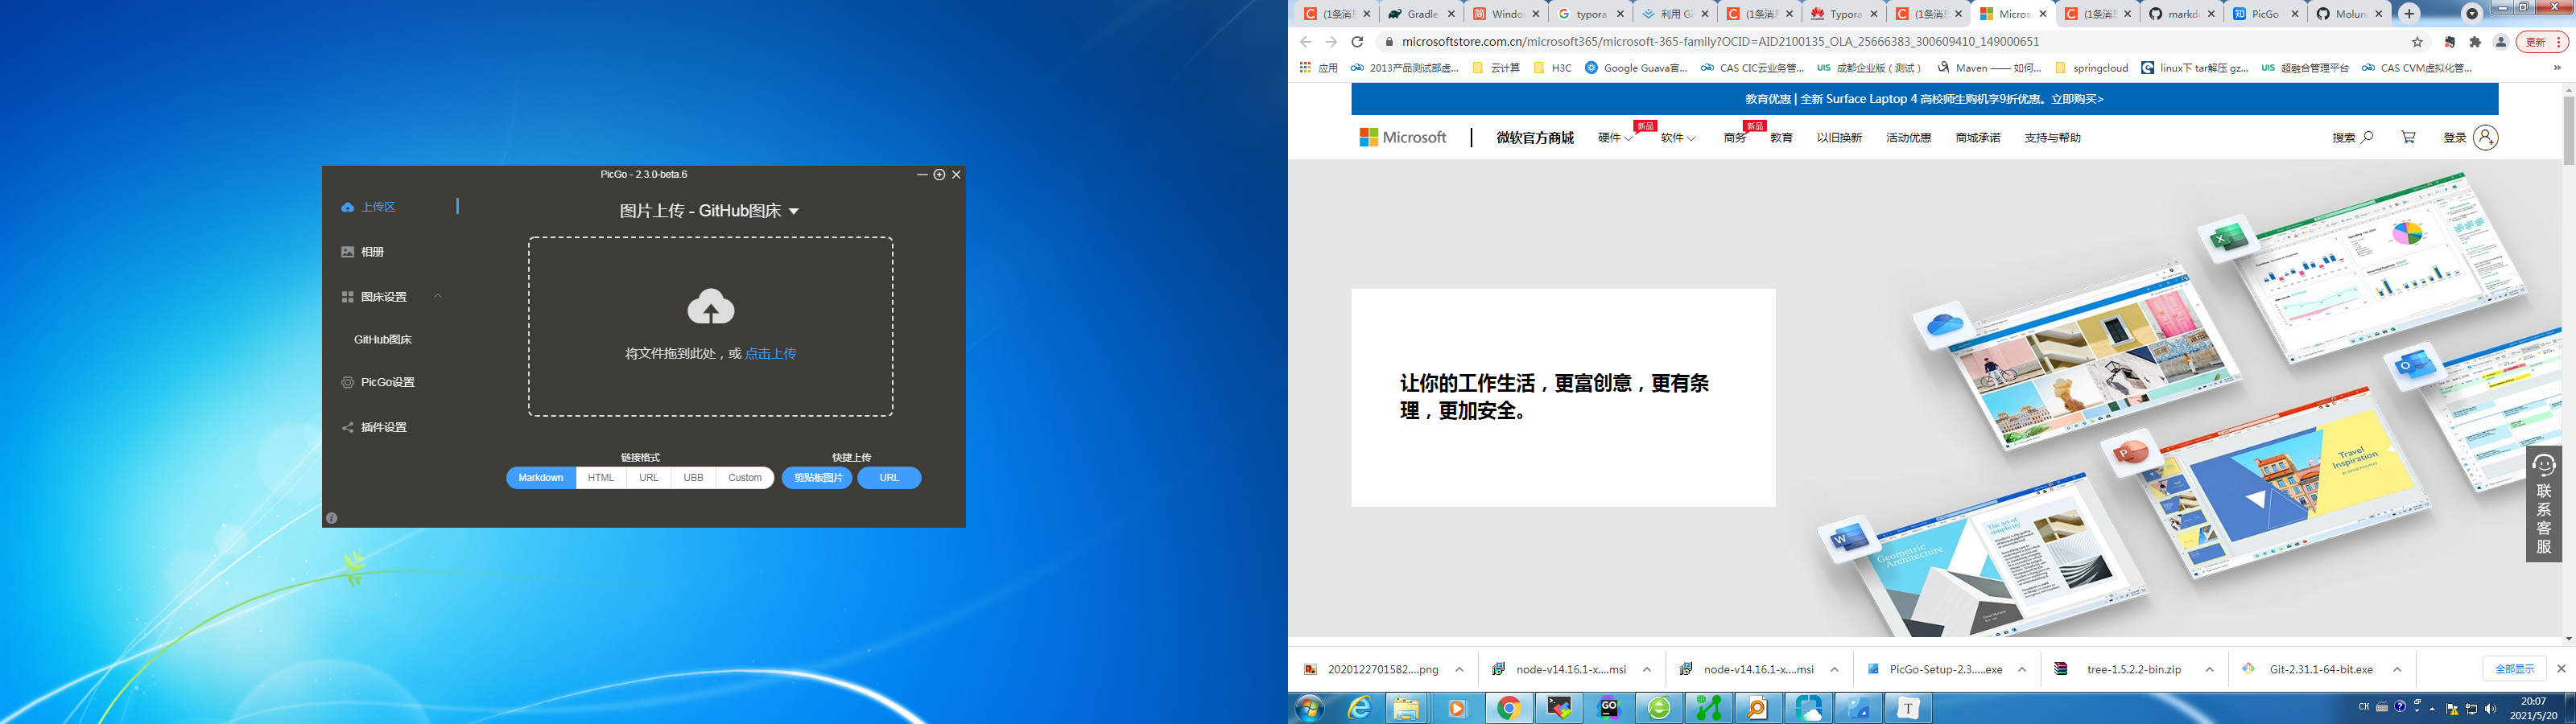 PicGo - 2.3.0-beta.6
上传区
相册
图床设置
GitHub图床
PicGo设置
插件设置
图片上传 - GitHub图床
将文件拖到此处，或 点击上传
链接格式
快捷上传
Markdown HTML URL UBB Custom 剪贴板图片 URL
(1条消 Gradle Windo typora 利用 Gi (1条消 Typora (1条消 Micros (1条消 markd PicGo Molun
microsoftstore.com.cn/microsoft365/microsoft-365-family?OCID=AID2100135_OLA_25666383_300609410_149000651
更新
应用 2013产品测试部虚... 云计算 H3C Google Guava官... CAS CIC云业务管... UIS 成都企业版（测试） Maven —— 如何... springcloud linux下 tar解压 gz... UIS 超融合管理平台 CAS CVM虚拟化管... »
教育优惠 | 全新 Surface Laptop 4 高校师生购机享9折优惠。立即购买>
Microsoft 微软官方商城 硬件 新品 软件 商务 新品 教育 以旧换新 活动优惠 商城承诺 支持与帮助 搜索 登录
让你的工作生活，更富创意，更有条
理，更加安全。
Travel
Inspiration
The art of
simplicity
Geometric
Architecture
联
系
客
服
2020122701582....png node-v14.16.1-x....msi node-v14.16.1-x....msi PicGo-Setup-2.3.....exe tree-1.5.2.2-bin.zip Git-2.31.1-64-bit.exe 全部显示
GO
T
CH
20:07
2021/5/20